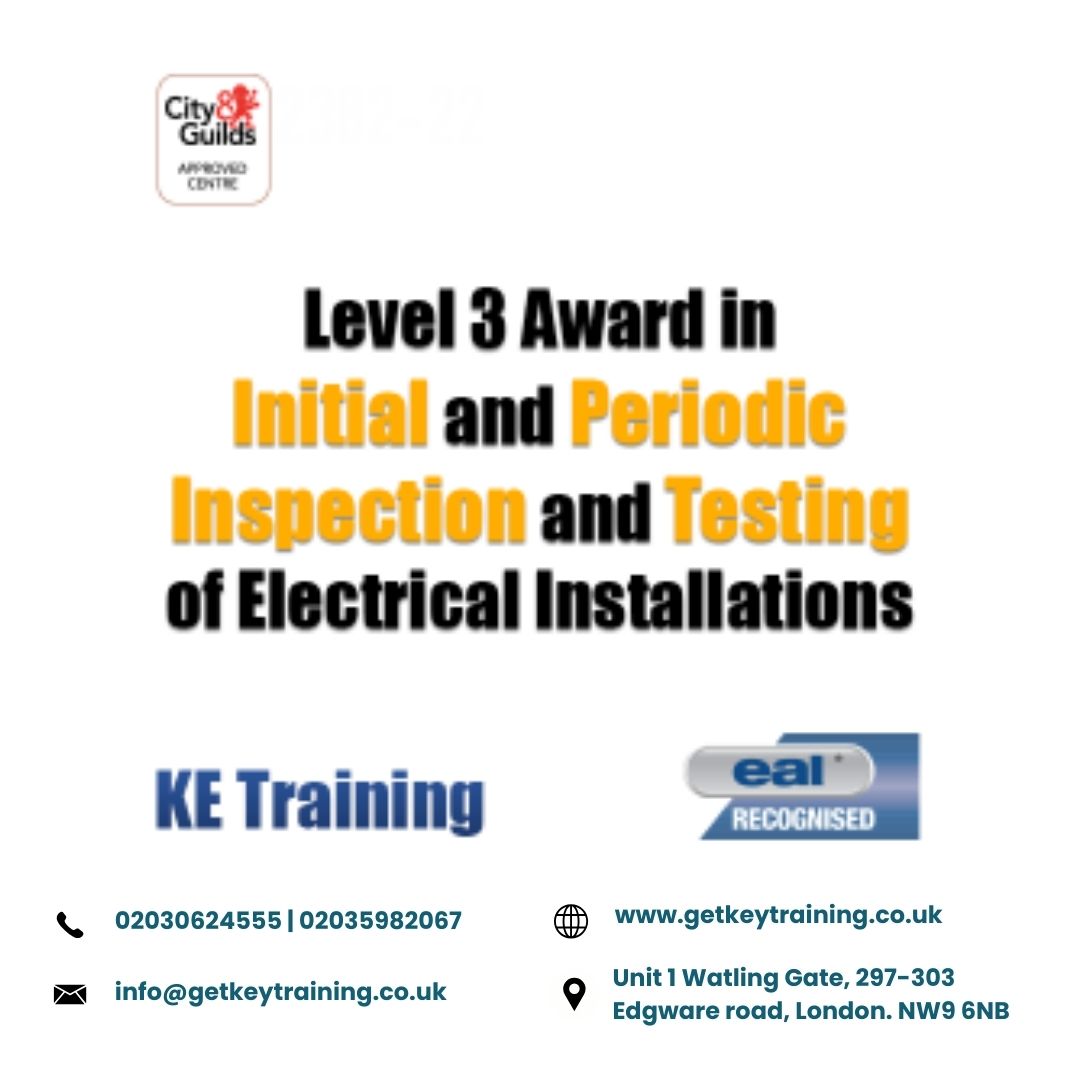 City &
Guilds
APPROVED
CENTRE
2382-22
Level 3 Award in
Initial and Periodic
Inspection and Testing
of Electrical Installations
KE Training
eal
RECOGNISED
02030624555 | 02035982067
www.getkeytraining.co.uk
info@getkeytraining.co.uk
Unit 1 Watling Gate, 297-303
Edgware road, London. NW9 6NB